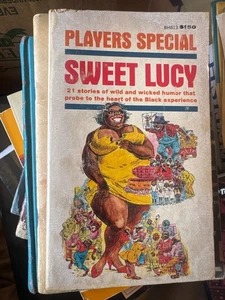 $150
PLAYERS SPECIAL
SWEET LUCY
21 stories of wild and wicked humor that
probe to the heart of the Black experience